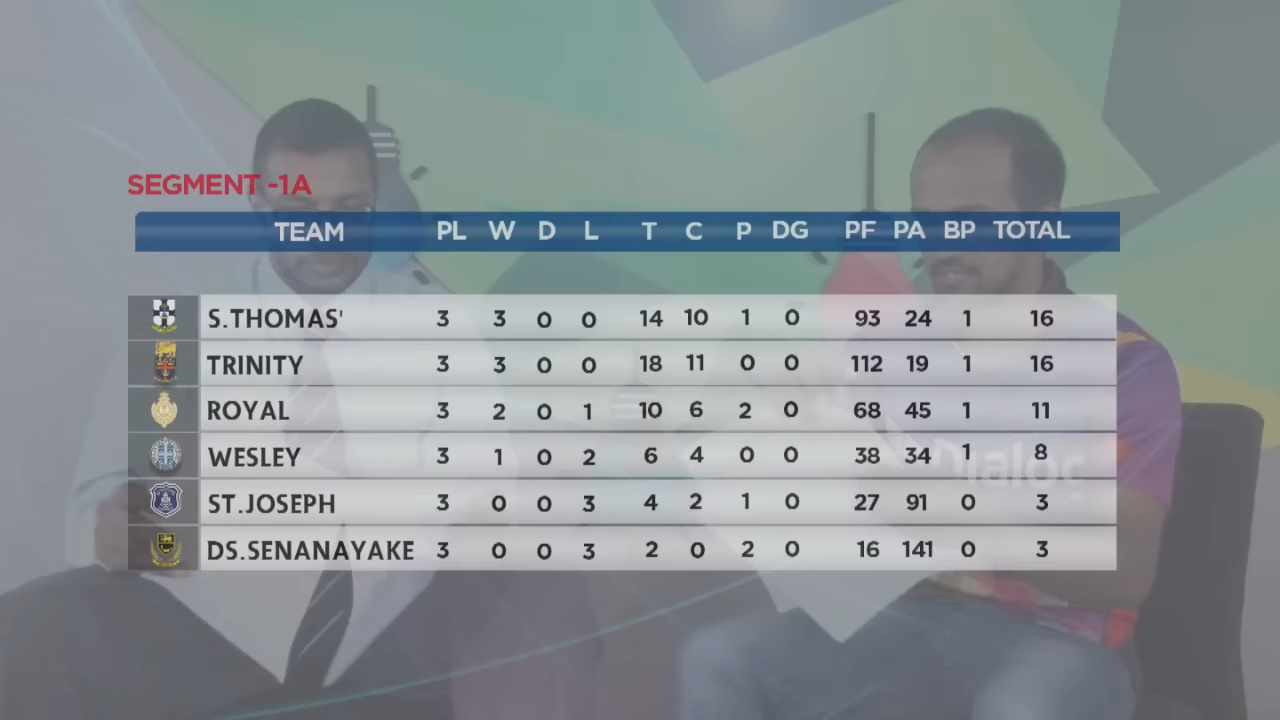 SEGMENT -1A
TEAM PL W D L T C P DG PF PA BP TOTAL
S.THOMAS' 3 3 0 0 14 10 1 0 93 24 1 16
TRINITY 3 3 0 0 18 11 0 0 112 19 1 16
ROYAL 3 2 0 1 10 6 2 0 68 45 1 11
WESLEY 3 1 0 2 6 4 0 0 38 34 1 8
Dialog
ST.JOSEPH 3 0 0 3 4 2 1 0 27 91 0 3
DS.SENANAYAKE 3 0 0 3 2 0 2 0 16 141 0 3